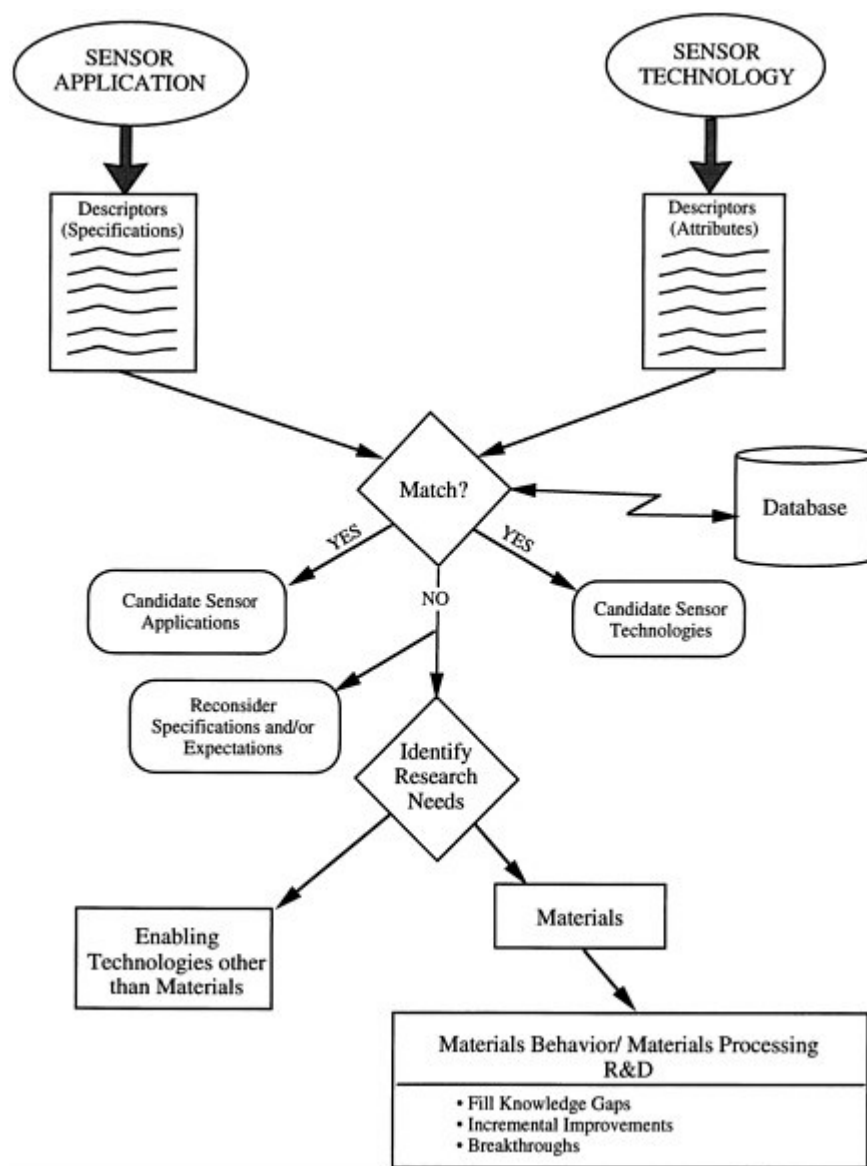 SENSOR
APPLICATION
SENSOR
TECHNOLOGY
Descriptors
(Specifications)
Descriptors
(Attributes)
Match?
Database
YES
YES
Candidate Sensor
Applications
NO
Candidate Sensor
Technologies
Reconsider
Specifications and/or
Expectations
Identify
Research
Needs
Enabling
Technologies other
than Materials
Materials
Materials Behavior/ Materials Processing
R&D
• Fill Knowledge Gaps
• Incremental Improvements
• Breakthroughs